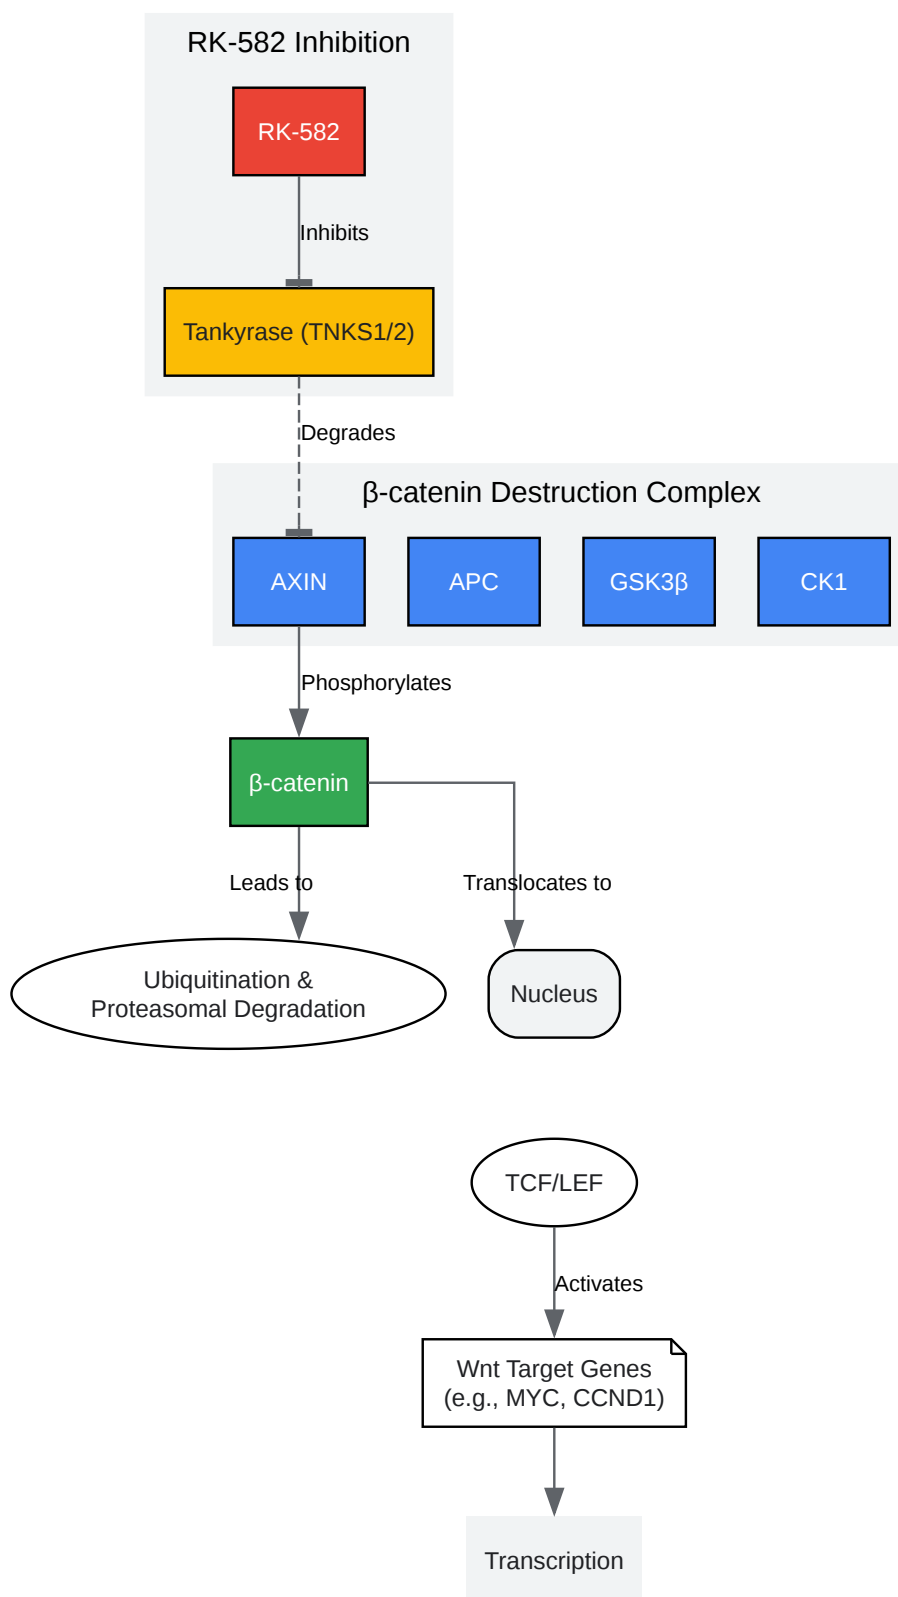 RK-582 Inhibition
RK-582
Inhibits
Tankyrase (TNKS1/2)
Degrades
β-catenin Destruction Complex
AXIN
APC
GSK3β
CK1
Phosphorylates
β-catenin
Leads to
Translocates to
Ubiquitination &
Proteasomal Degradation
Nucleus
TCF/LEF
Activates
Wnt Target Genes
(e.g., MYC, CCND1)
Transcription